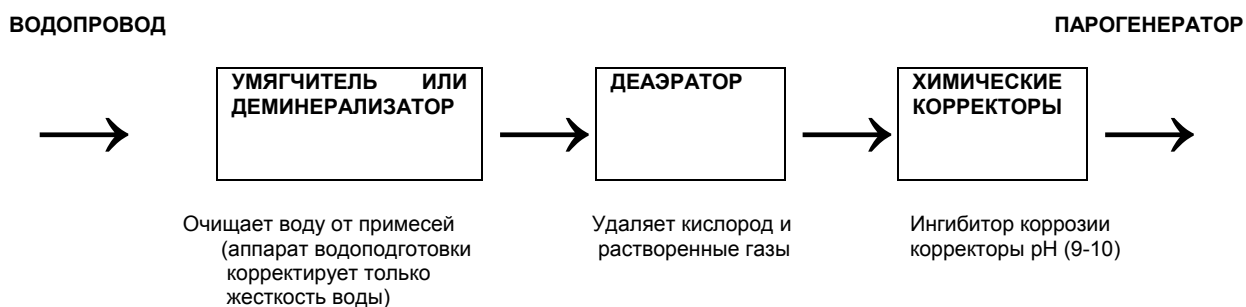 ВОДОПРОВОД
ПАРОГЕНЕРАТОР
УМЯГЧИТЕЛЬ ИЛИ
ДЕМИНЕРАЛИЗАТОР
ДЕАЭРАТОР
ХИМИЧЕСКИЕ
КОРРЕКТОРЫ
Очищает воду от примесей
(аппарат водоподготовки
корректирует только
жесткость воды)
Удаляет кислород и
растворенные газы
Ингибитор коррозии
корректоры pH (9-10)